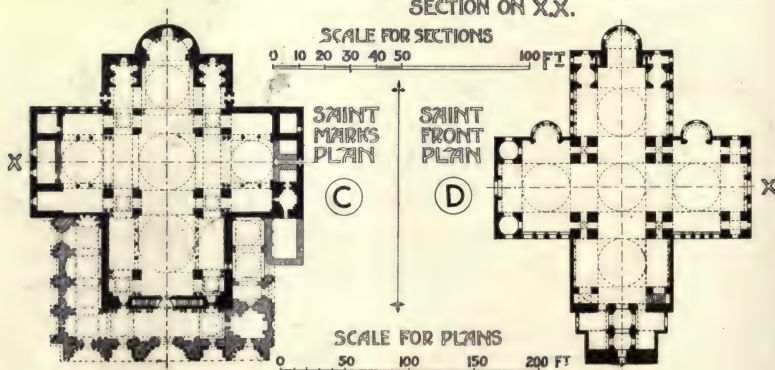 SECTION ON X.X.
SCALE FOR SECTIONS
0 10 20 30 40 50 100 FT
SAINT
MARKS
PLAN
C
SAINT
FRONT
PLAN
D
X
X
SCALE FOR PLANS
0 50 100 150 200 FT